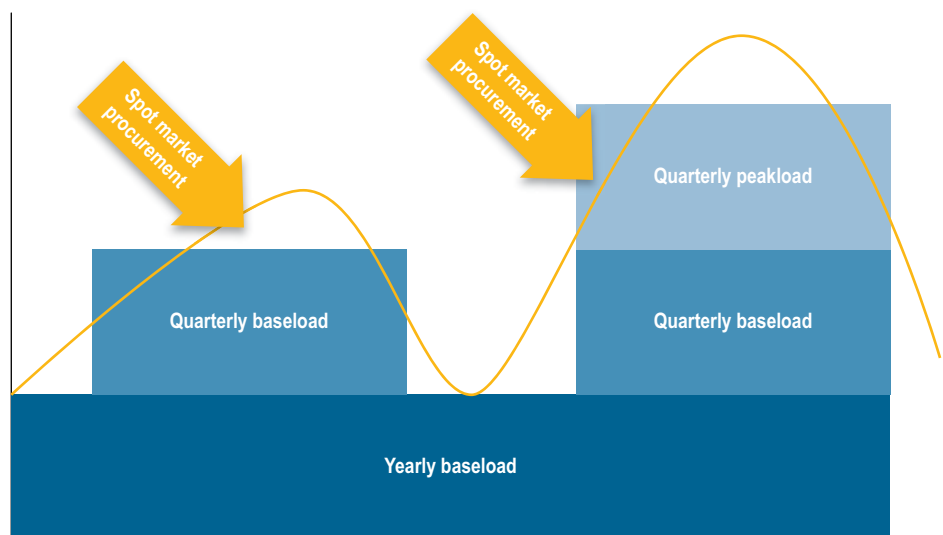 Spot market
procurement
Spot market
procurement
Quarterly peakload
Quarterly baseload
Quarterly baseload
Yearly baseload